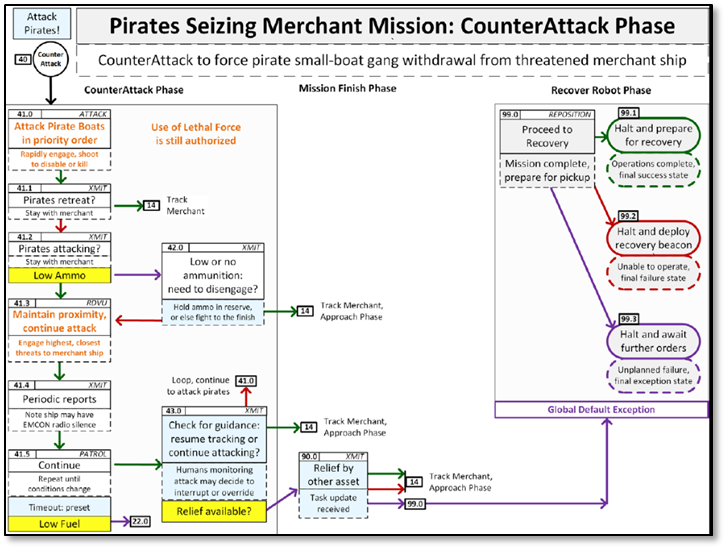 Attack
Pirates!
Pirates Seizing Merchant Mission: CounterAttack Phase
40
Counter
Attack
CounterAttack to force pirate small-boat gang withdrawal from threatened merchant ship
CounterAttack Phase
Mission Finish Phase
Recover Robot Phase
41.0 ATTACK
Attack Pirate Boats
in priority order
Rapidly engage, shoot
to disable or kill
Use of Lethal Force
is still authorized
41.1 XMIT
Pirates retreat?
Stay with merchant
14
Track
Merchant
41.2 XMIT
Pirates attacking?
Stay with merchant
Low Ammo
42.0 XMIT
Low or no
ammunition:
need to disengage?
Hold ammo in reserve,
or else fight to the finish
14
Track Merchant,
Approach Phase
41.3 RDVU
Maintain proximity,
continue attack
Engage highest, closest
threats to merchant ship
41.4 XMIT
Periodic reports
Note ship may have
EMCON radio silence
Loop, continue
to attack pirates
41.0
43.0 XMIT
Check for guidance:
resume tracking or
continue attacking?
Humans monitoring
attack may decide to
interrupt or override
Relief available?
14
Track Merchant,
Approach Phase
41.5 PATROL
Continue
Repeat until
conditions change
Timeout: preset
Low Fuel
22.0
90.0 XMIT
Relief by
other asset
Task update
received
14
99.0
Track Merchant,
Approach Phase
99.0 REPOSITION
Proceed to
Recovery
Mission complete,
prepare for pickup
99.1
Halt and prepare
for recovery
Operations complete,
final success state
99.2
Halt and deploy
recovery beacon
Unable to operate,
final failure state
99.3
Halt and await
further orders
Unplanned failure,
final exception state
Global Default Exception